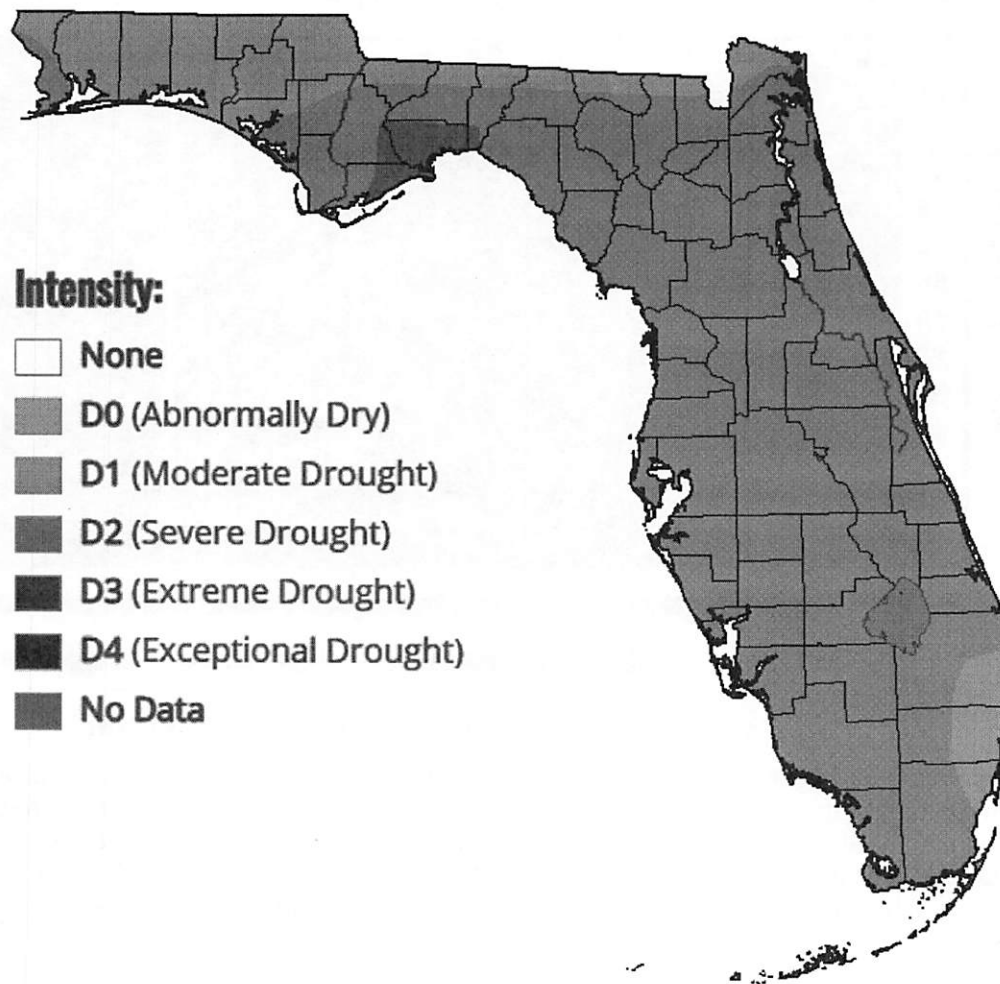 Intensity:
None
D0 (Abnormally Dry)
D1 (Moderate Drought)
D2 (Severe Drought)
D3 (Extreme Drought)
D4 (Exceptional Drought)
No Data